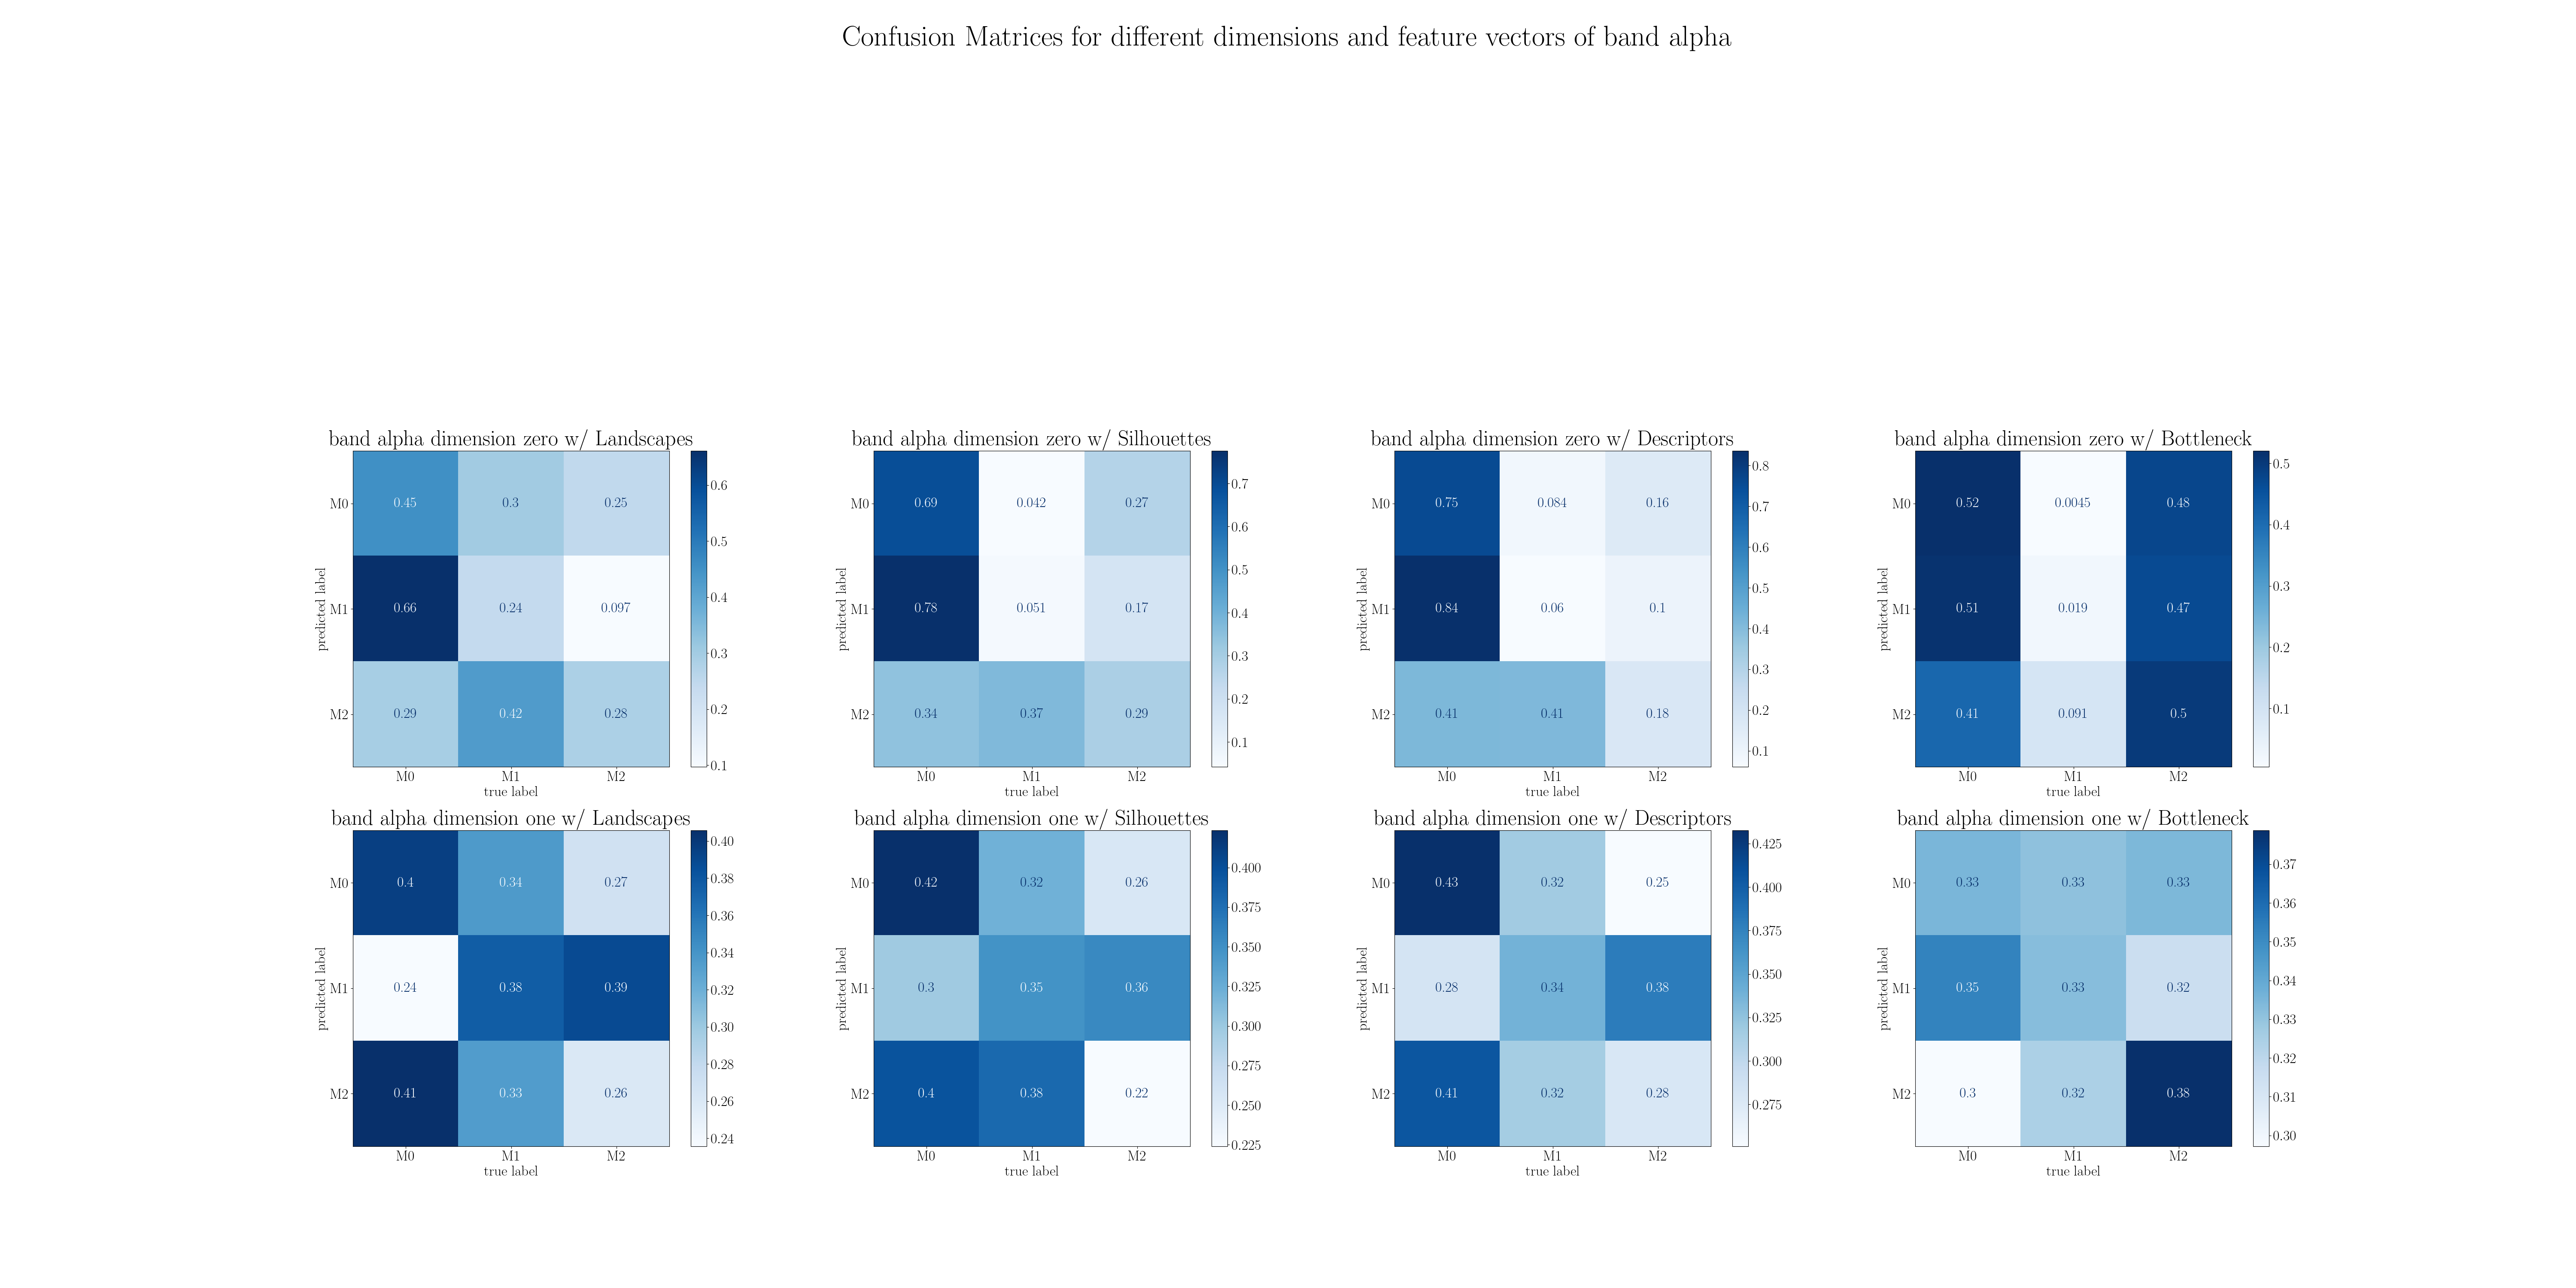 Confusion Matrices for different dimensions and feature vectors of band alpha
band alpha dimension zero w/ Landscapes
predicted label
M0 0.45 0.3 0.25
M1 0.66 0.24 0.097
M2 0.29 0.42 0.28
M0 M1 M2
true label
0.6
0.5
0.4
0.3
0.2
0.1
band alpha dimension zero w/ Silhouettes
predicted label
M0 0.69 0.042 0.27
M1 0.78 0.051 0.17
M2 0.34 0.37 0.29
M0 M1 M2
true label
0.7
0.6
0.5
0.4
0.3
0.2
0.1
band alpha dimension zero w/ Descriptors
predicted label
M0 0.75 0.084 0.16
M1 0.84 0.06 0.1
M2 0.41 0.41 0.18
M0 M1 M2
true label
0.8
0.7
0.6
0.5
0.4
0.3
0.2
0.1
band alpha dimension zero w/ Bottleneck
predicted label
M0 0.52 0.0045 0.48
M1 0.51 0.019 0.47
M2 0.41 0.091 0.5
M0 M1 M2
true label
0.5
0.4
0.3
0.2
0.1
band alpha dimension one w/ Landscapes
predicted label
M0 0.4 0.34 0.27
M1 0.24 0.38 0.39
M2 0.41 0.33 0.26
M0 M1 M2
true label
0.40
0.38
0.36
0.34
0.32
0.30
0.28
0.26
0.24
band alpha dimension one w/ Silhouettes
predicted label
M0 0.42 0.32 0.26
M1 0.3 0.35 0.36
M2 0.4 0.38 0.22
M0 M1 M2
true label
0.400
0.375
0.350
0.325
0.300
0.275
0.250
0.225
band alpha dimension one w/ Descriptors
predicted label
M0 0.43 0.32 0.25
M1 0.28 0.34 0.38
M2 0.41 0.32 0.28
M0 M1 M2
true label
0.425
0.400
0.375
0.350
0.325
0.300
0.275
band alpha dimension one w/ Bottleneck
predicted label
M0 0.33 0.33 0.33
M1 0.35 0.33 0.32
M2 0.3 0.32 0.38
M0 M1 M2
true label
0.37
0.36
0.35
0.34
0.33
0.32
0.31
0.30